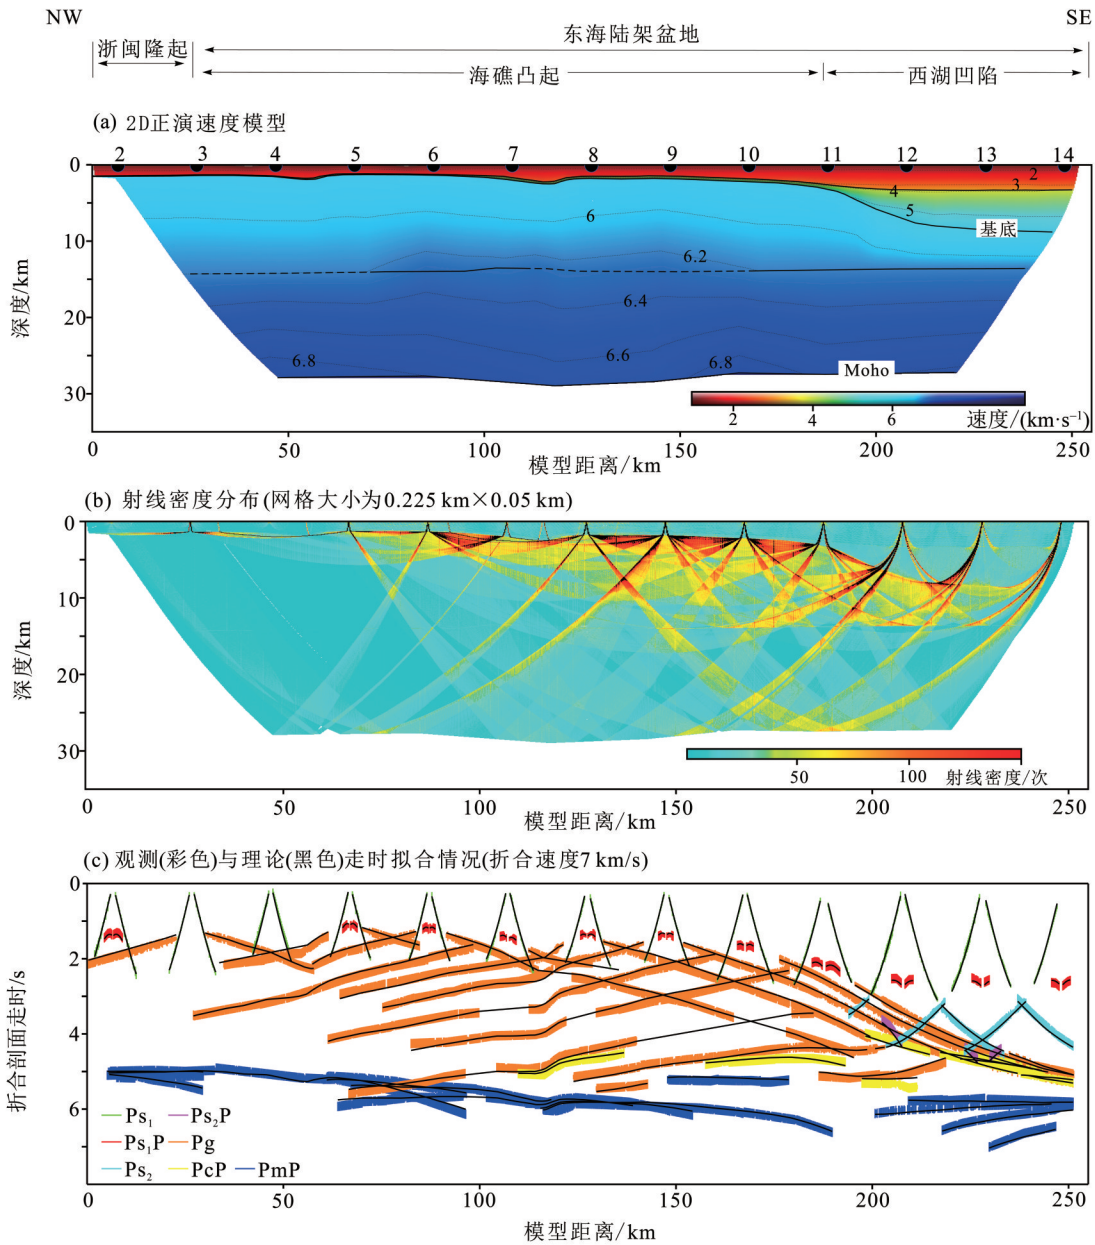 NW SE
浙闽隆起 东海陆架盆地
海礁凸起 西湖凹陷
(a) 2D正演速度模型
2 3 4 5 6 7 8 9 10 11 12 13 14
0
10
20
30
深度/km
2
3
4
5
6
基底
6.2
6.4
6.6
6.8
6.8
Moho
2 4 6 速度/(km·s⁻¹)
0 50 100 150 200 250
模型距离/km
(b) 射线密度分布(网格大小为0.225 km×0.05 km)
0
10
20
30
深度/km
50 100 射线密度/次
0 50 100 150 200 250
模型距离/km
(c) 观测(彩色)与理论(黑色)走时拟合情况(折合速度7 km/s)
0
2
4
6
折合剖面走时/s
Ps₁ Ps₂P
Ps₁P Pg
Ps₂ PcP PmP
0 50 100 150 200 250
模型距离/km